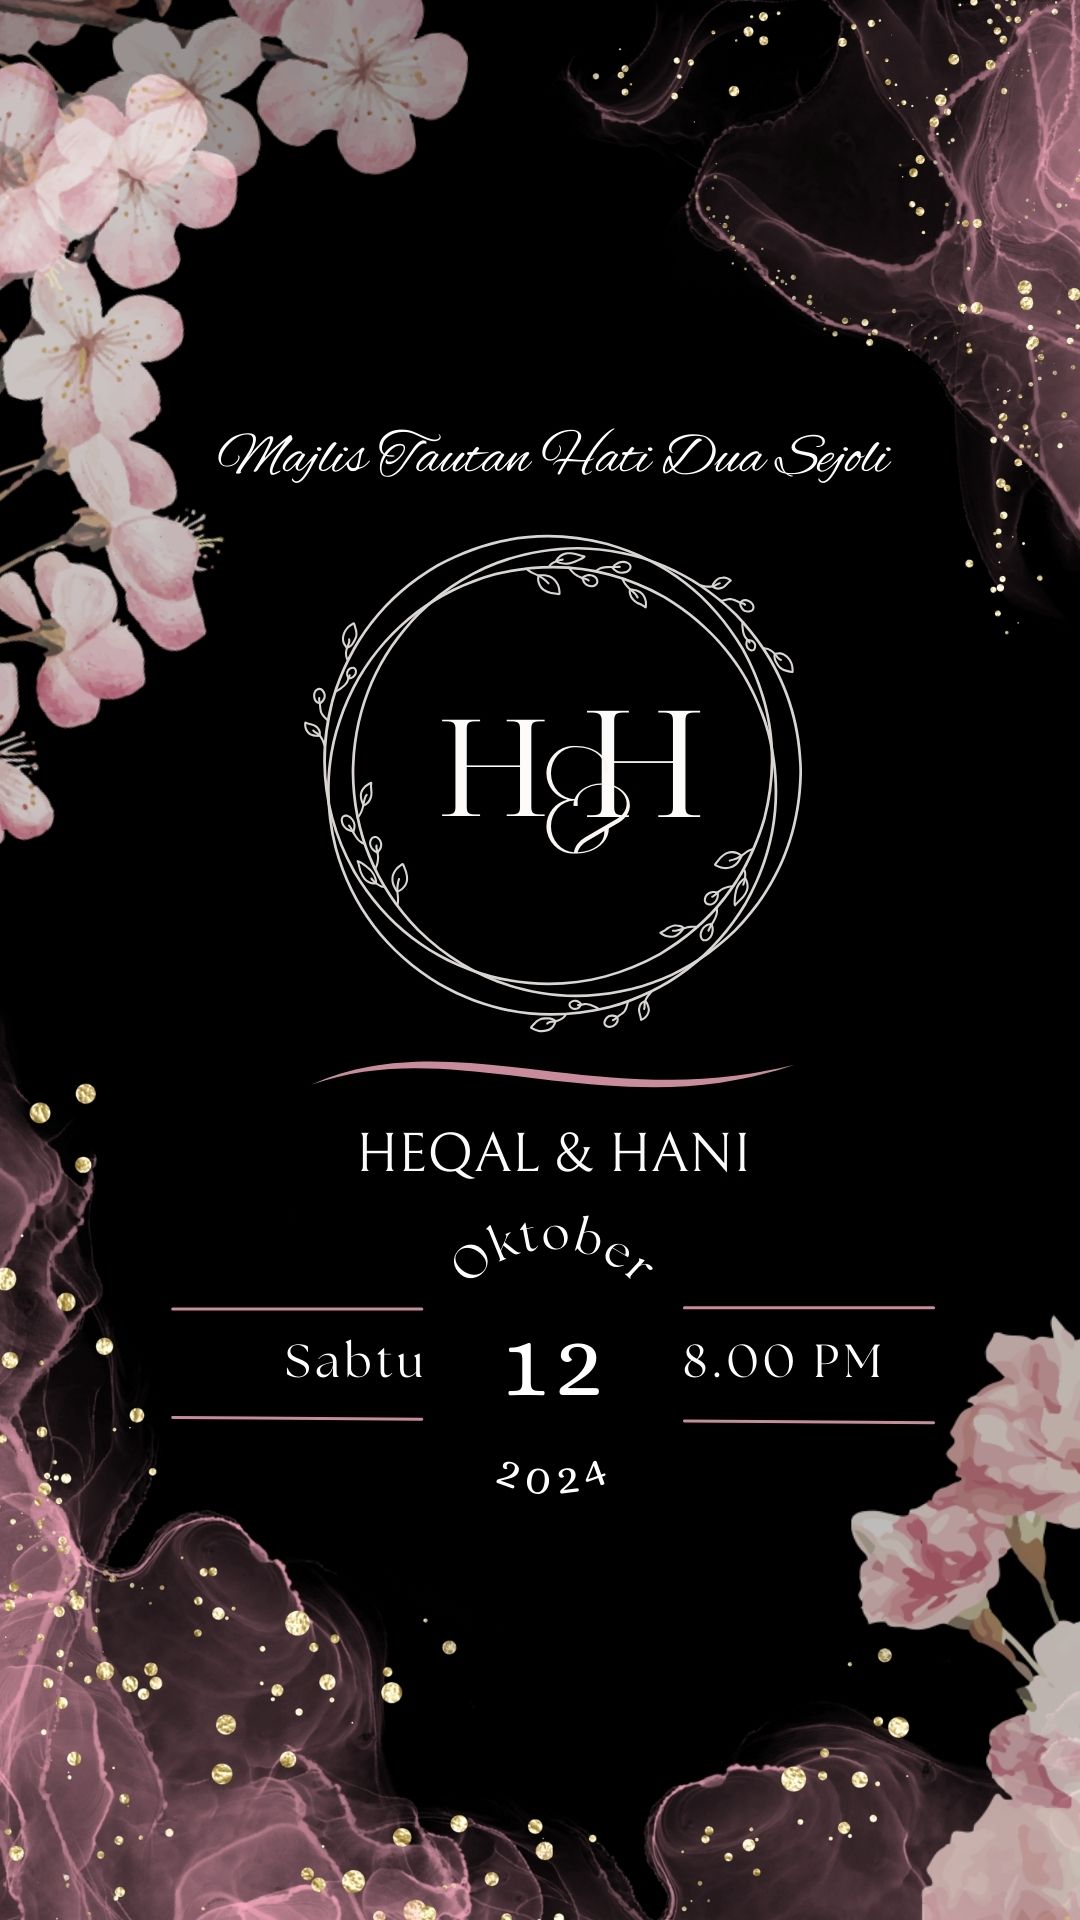 Majlis Tautan Hati Dua Sejoli
H&H
HEQAL & HANI
Oktober
Sabtu 12 8.00 PM
2024